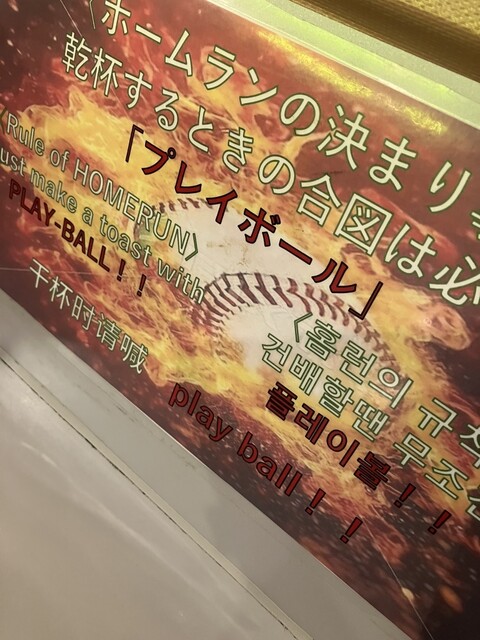 〈ホームランの決まり
乾杯するときの合図は必
「プレイボール」
〈Rule of HOMERUN〉
ust make a toast with
PLAY-BALL！！
干杯时请喊
play ball！！
〈홈런의 규칙
건배할땐 무조건
플레이볼！！